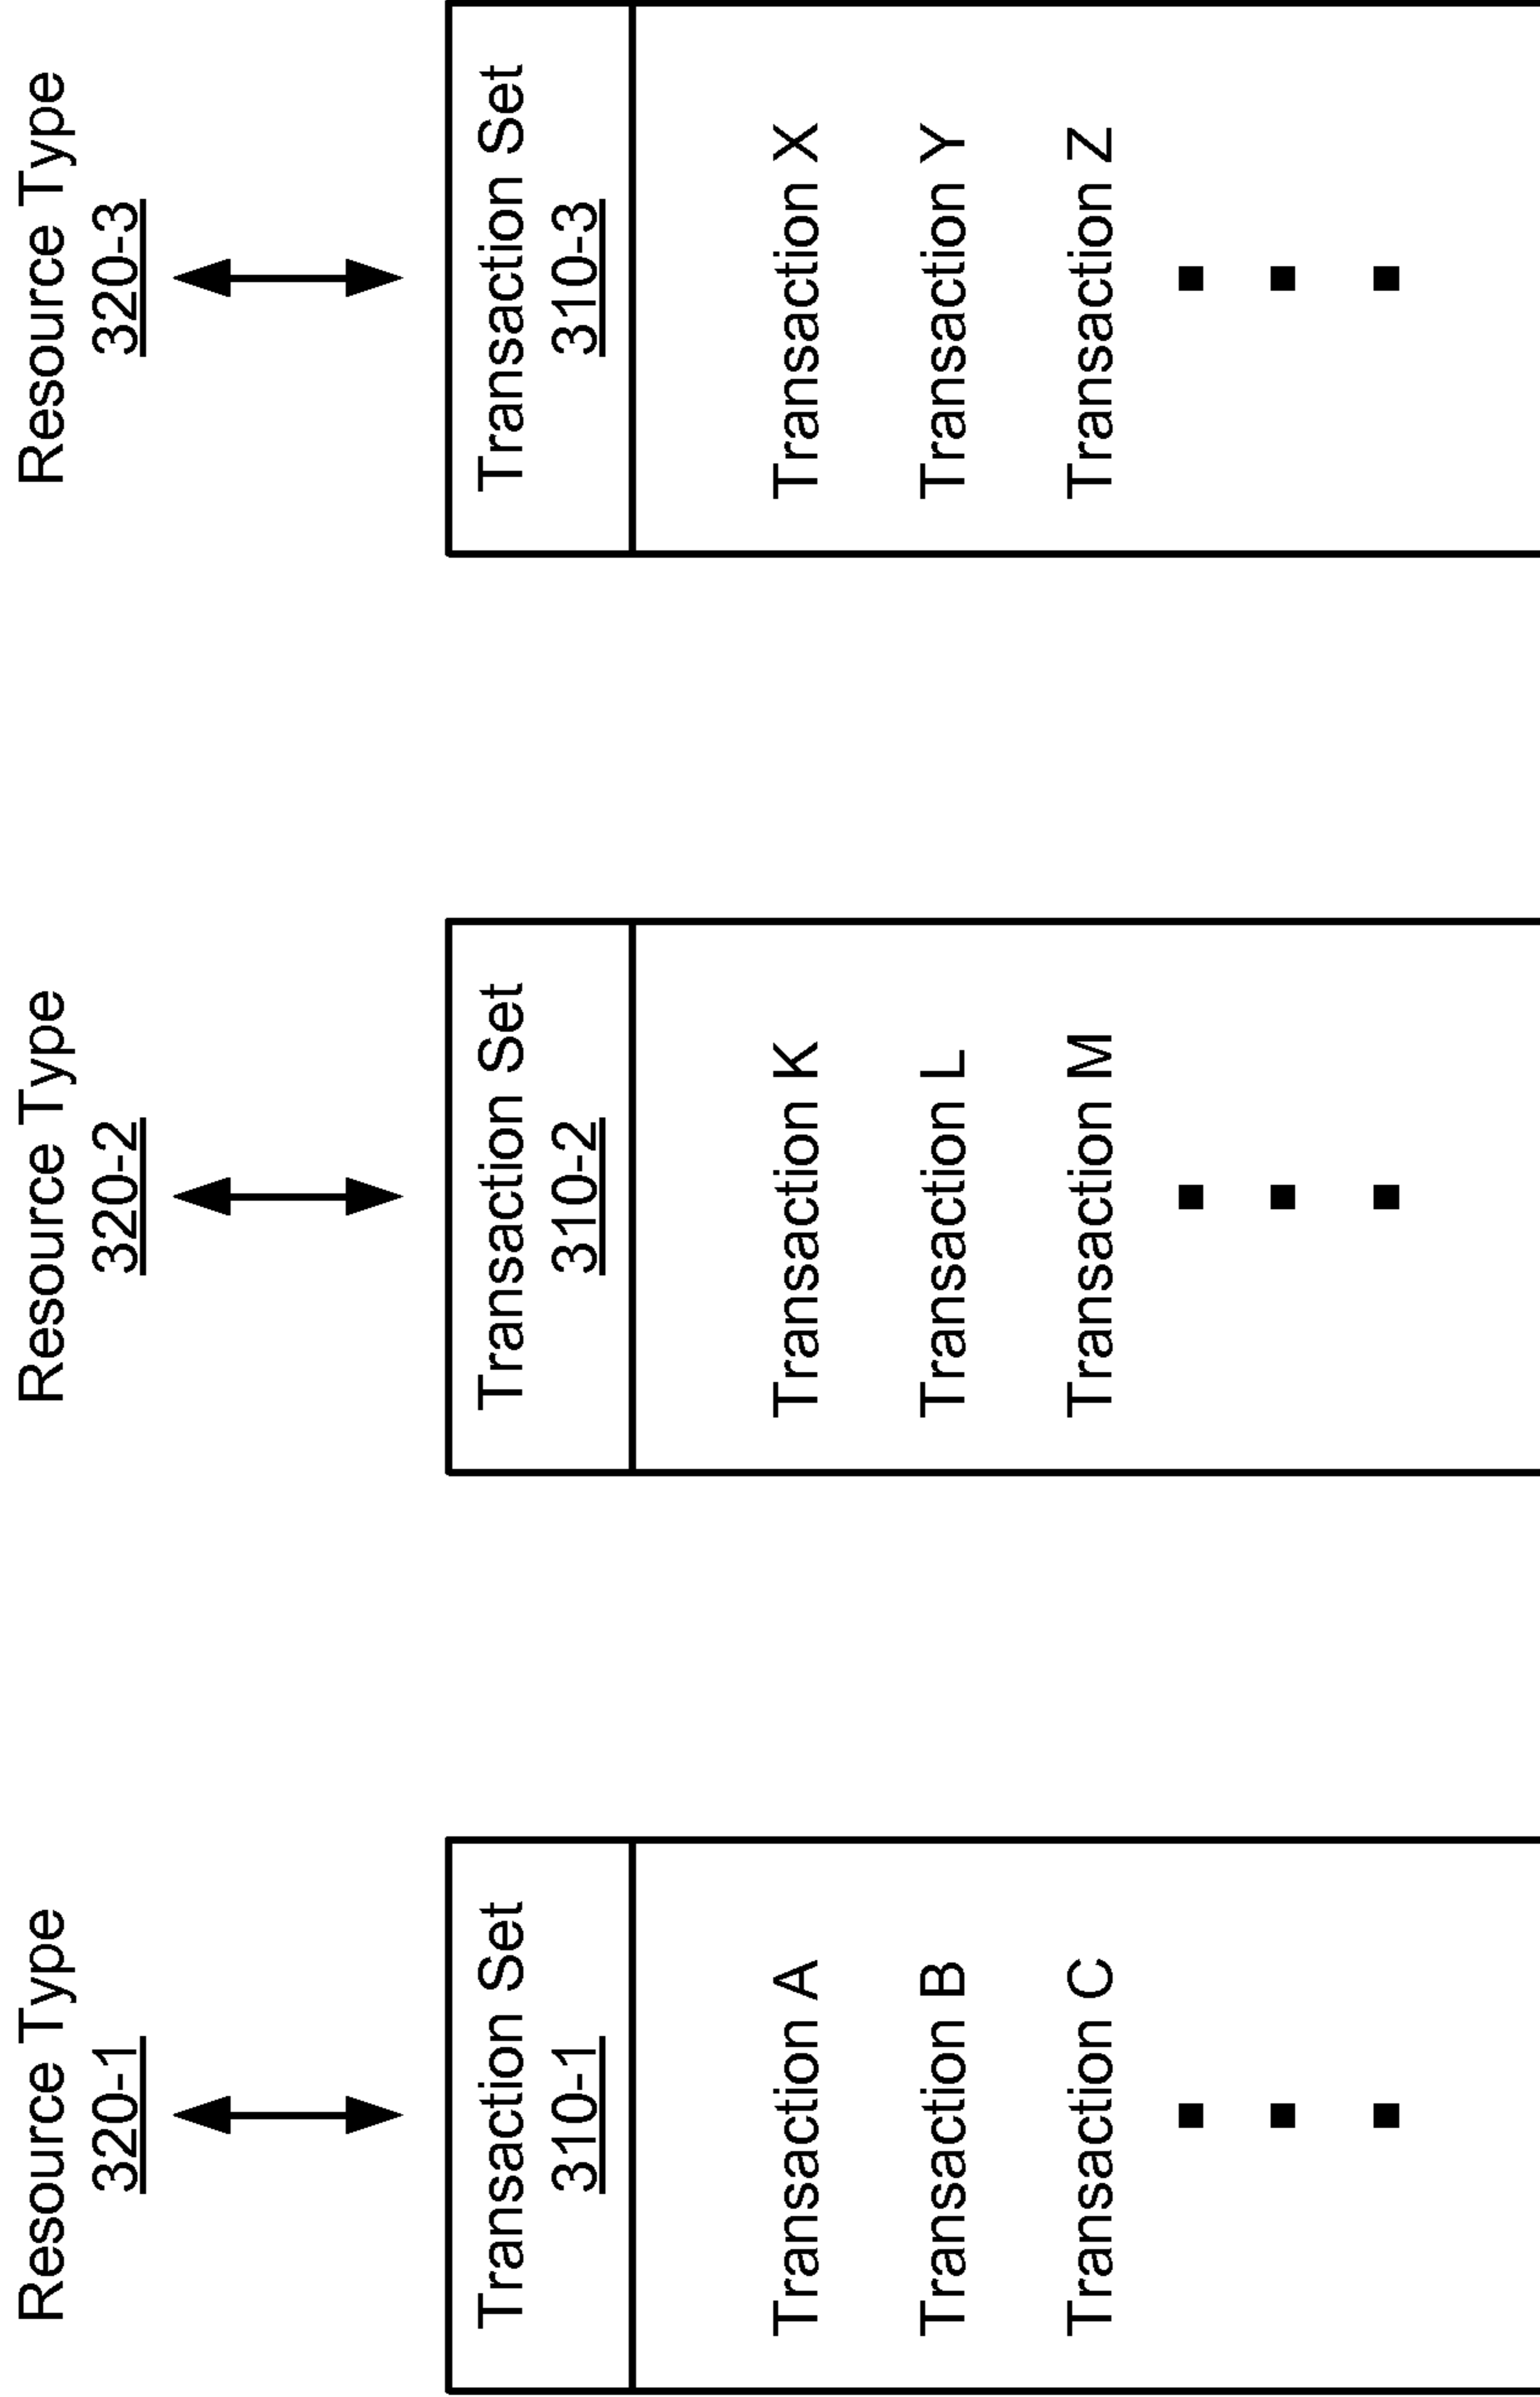 Resource Type
320-1
Transaction Set
310-1
Transaction A
Transaction B
Transaction C
Resource Type
320-2
Transaction Set
310-2
Transaction K
Transaction L
Transaction M
Resource Type
320-3
Transaction Set
310-3
Transaction X
Transaction Y
Transaction Z